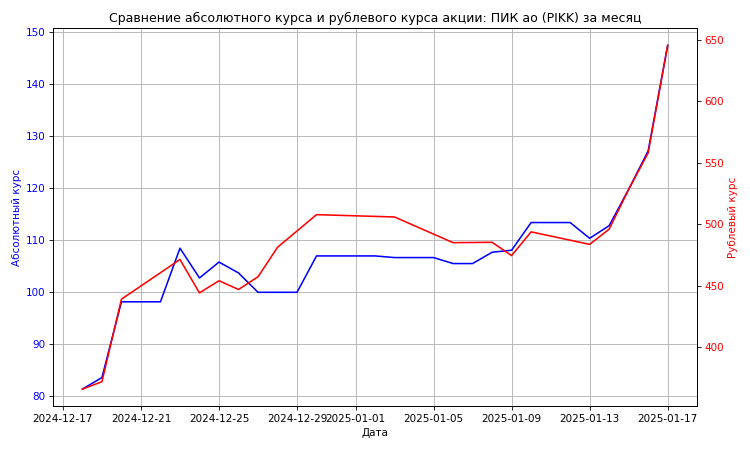 Сравнение абсолютного курса и рублевого курса акции: ПИК ао (PIKK) за месяц
150
140
130
120
110
100
90
80
Абсолютный курс
650
600
550
500
450
400
Рублевый курс
2024-12-17 2024-12-21 2024-12-25 2024-12-29 2025-01-01 2025-01-05 2025-01-09 2025-01-13 2025-01-17
Дата